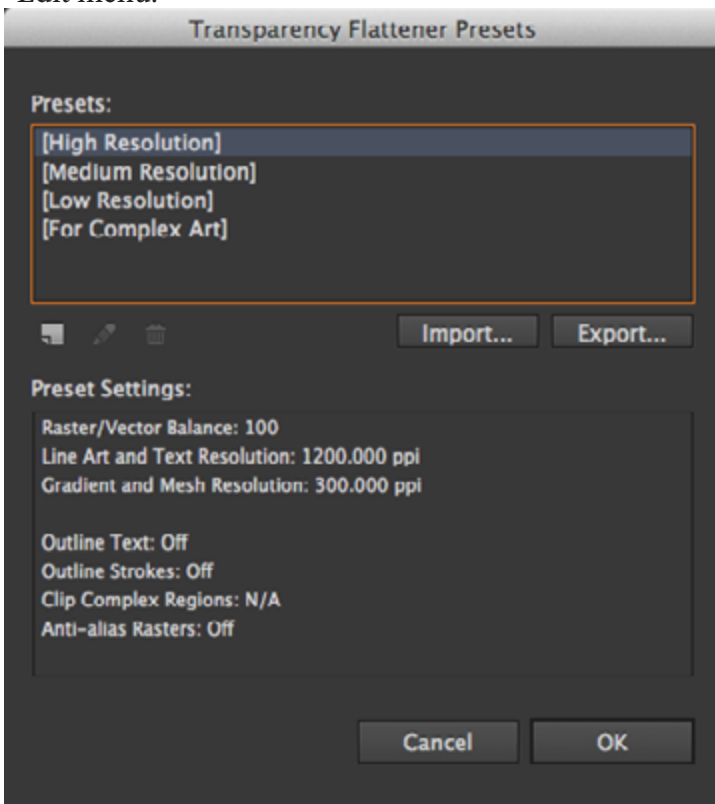 Edit menu.
Transparency Flattener Presets
Presets:
[High Resolution]
[Medium Resolution]
[Low Resolution]
[For Complex Art]
Import... Export...
Preset Settings:
Raster/Vector Balance: 100
Line Art and Text Resolution: 1200.000 ppi
Gradient and Mesh Resolution: 300.000 ppi
Outline Text: Off
Outline Strokes: Off
Clip Complex Regions: N/A
Anti-alias Rasters: Off
Cancel OK